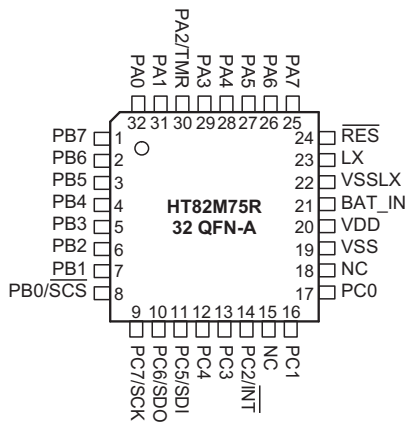 PA0
PA1
PA2/TMR
PA3
PA4
PA5
PA6
PA7
32 31 30 29 28 27 26 25
PB7 1
PB6 2
PB5 3
PB4 4
PB3 5
PB2 6
PB1 7
PB0/SCS 8
HT82M75R
32 QFN-A
24 RES
23 LX
22 VSSLX
21 BAT_IN
20 VDD
19 VSS
18 NC
17 PC0
9 10 11 12 13 14 15 16
PC7/SCK
PC6/SDO
PC5/SDI
PC4
PC3
PC2/INT
NC
PC1